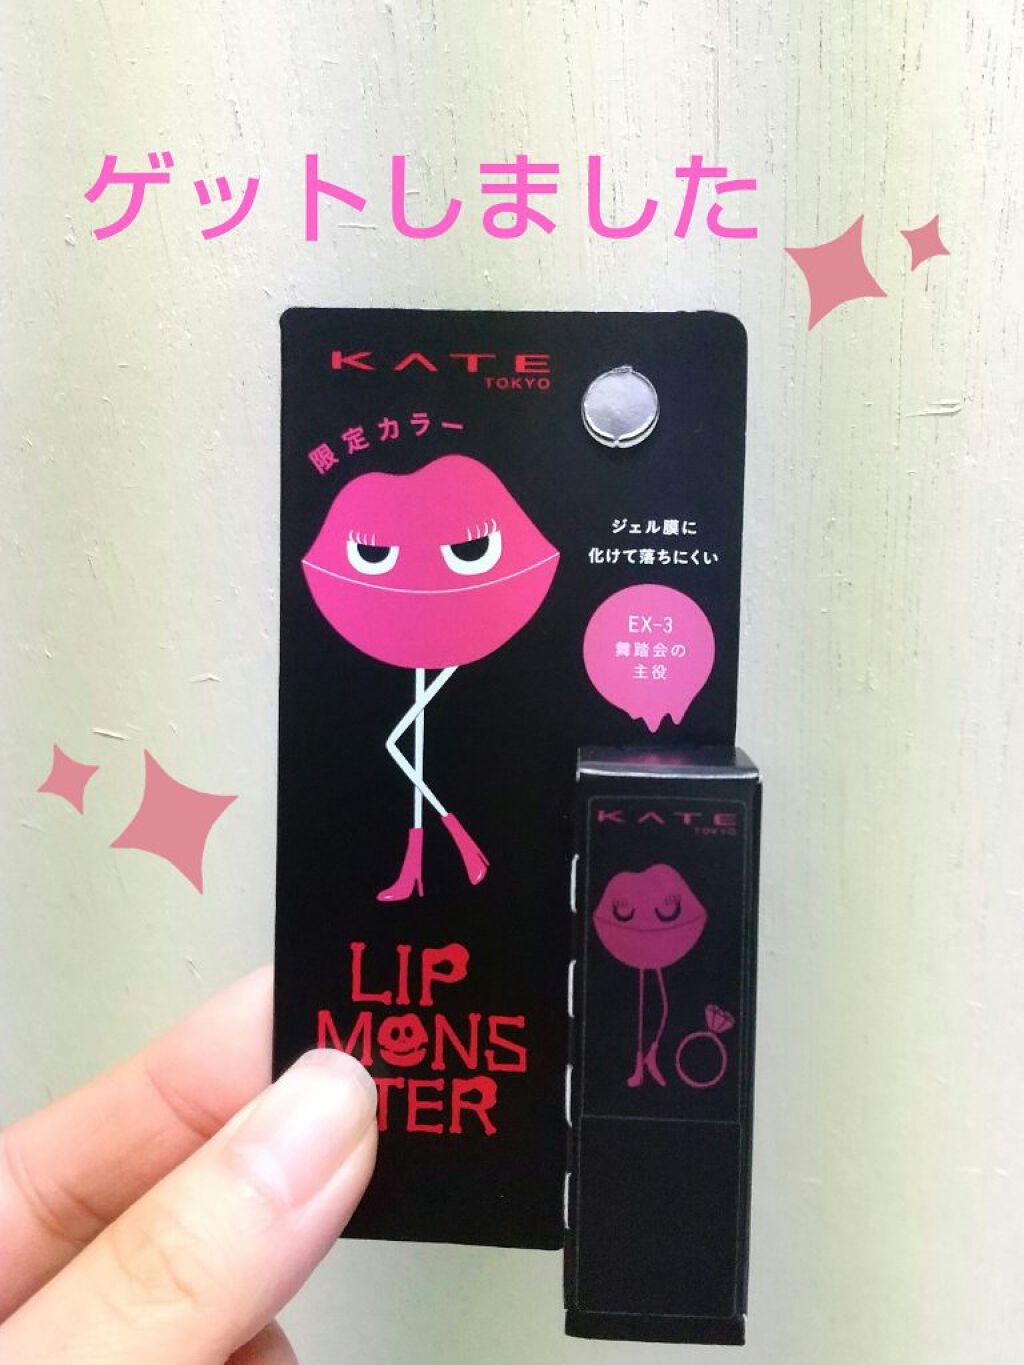 ゲットしました
KATE
TOKYO
限定カラー
ジェル膜に
化けて落ちにくい
EX-3
舞踏会の
主役
KATE
TOKYO
LIP
MONS
TER